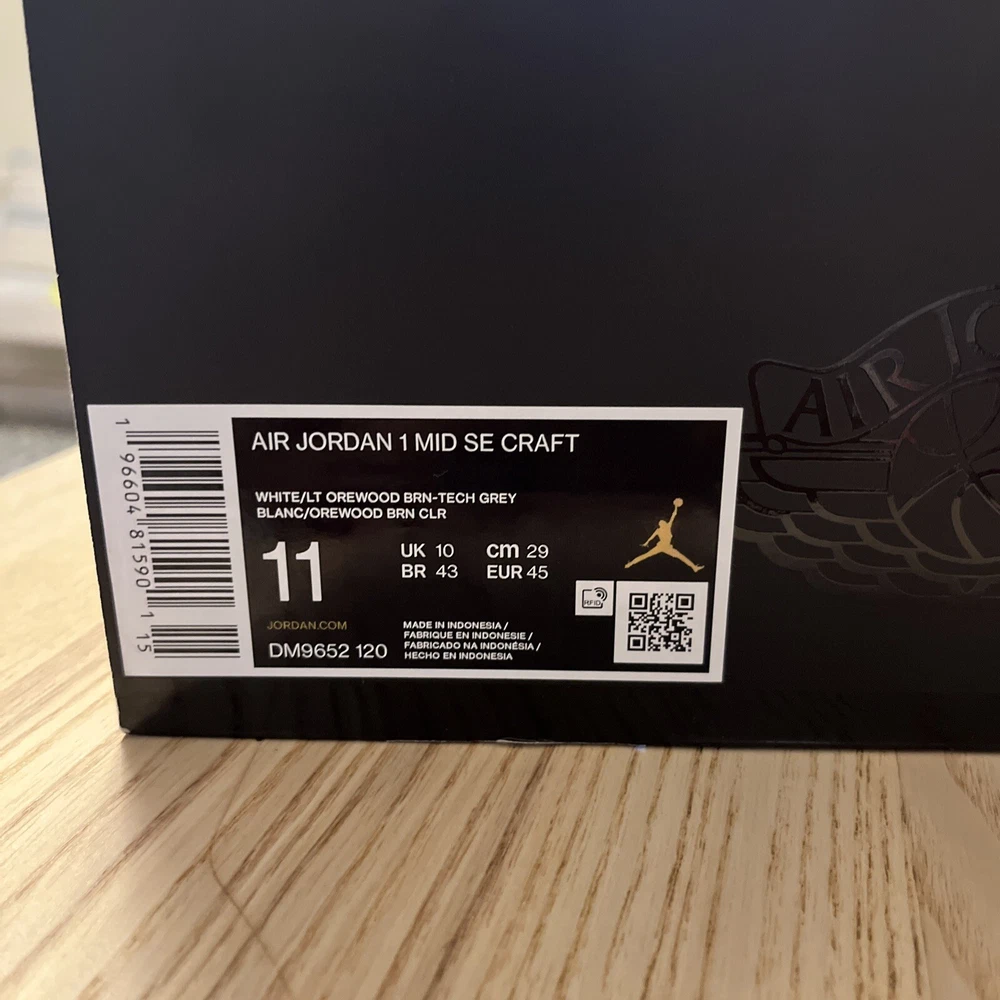 AIR JO
AIR JORDAN 1 MID SE CRAFT
WHITE/LT OREWOOD BRN-TECH GREY
BLANC/OREWOOD BRN CLR
11
UK 10 cm 29
BR 43 EUR 45
RFID
JORDAN.COM
DM9652 120
MADE IN INDONESIA /
FABRIQUE EN INDONESIE /
FABRICADO NA INDONÉSIA /
HECHO EN INDONESIA
1 96604 81590 1 15